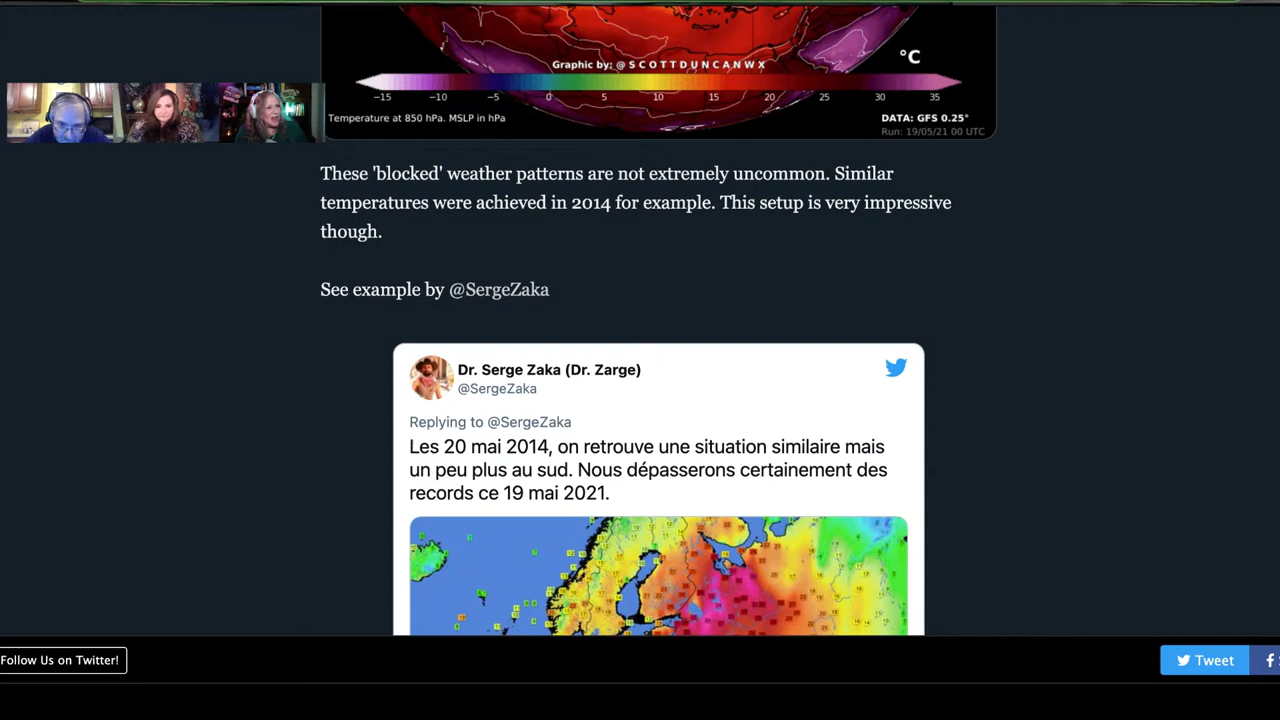 Graphic by: @SCOTTDUNCANWX
°C
−15 −10 −5 0 5 10 15 20 25 30 35
Temperature at 850 hPa. MSLP in hPa
DATA: GFS 0.25°
Run: 19/05/21 00 UTC
These 'blocked' weather patterns are not extremely uncommon. Similar
temperatures were achieved in 2014 for example. This setup is very impressive
though.
See example by @SergeZaka
Dr. Serge Zaka (Dr. Zarge)
@SergeZaka
Replying to @SergeZaka
Les 20 mai 2014, on retrouve une situation similaire mais
un peu plus au sud. Nous dépasserons certainement des
records ce 19 mai 2021.
Follow Us on Twitter!
Tweet